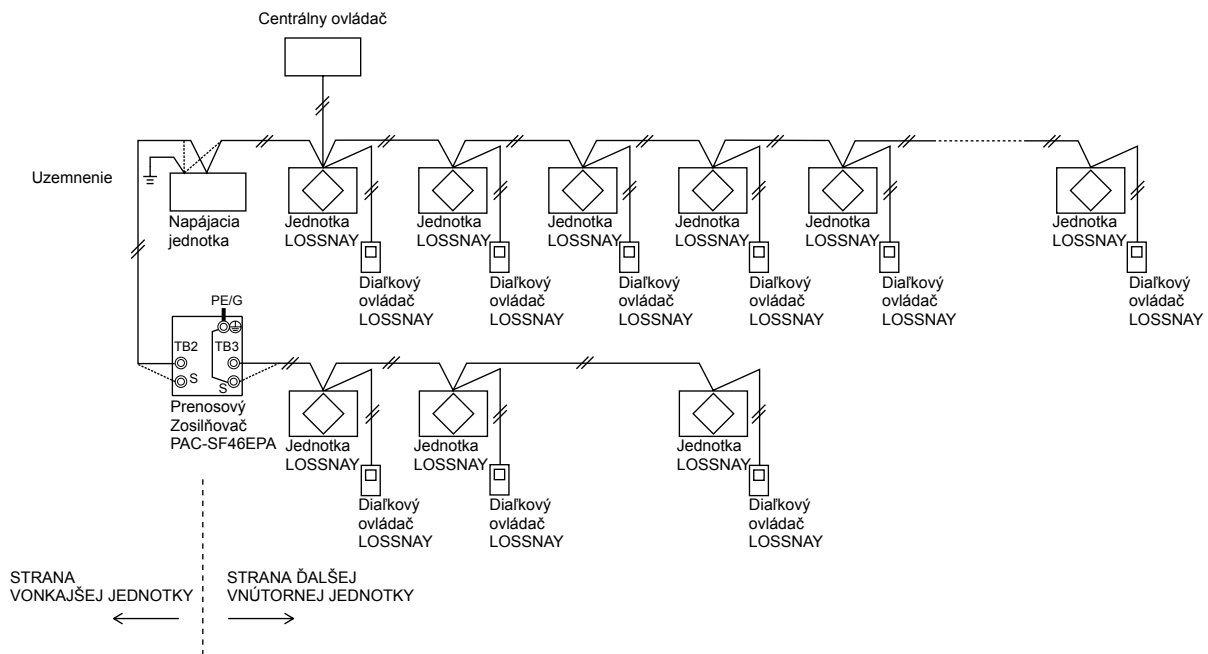 Centrálny ovládač
Uzemnenie
Napájacia
jednotka
Jednotka
LOSSNAY
Jednotka
LOSSNAY
Jednotka
LOSSNAY
Jednotka
LOSSNAY
Jednotka
LOSSNAY
Jednotka
LOSSNAY
Diaľkový
ovládač
LOSSNAY
Diaľkový
ovládač
LOSSNAY
Diaľkový
ovládač
LOSSNAY
Diaľkový
ovládač
LOSSNAY
Diaľkový
ovládač
LOSSNAY
Diaľkový
ovládač
LOSSNAY
PE/G
TB2
TB3
S
S
Prenosový
Zosilňovač
PAC-SF46EPA
Jednotka
LOSSNAY
Jednotka
LOSSNAY
Jednotka
LOSSNAY
Diaľkový
ovládač
LOSSNAY
Diaľkový
ovládač
LOSSNAY
Diaľkový
ovládač
LOSSNAY
STRANA
VONKAJŠEJ JEDNOTKY
STRANA ĎALŠEJ
VNÚTORNEJ JEDNOTKY